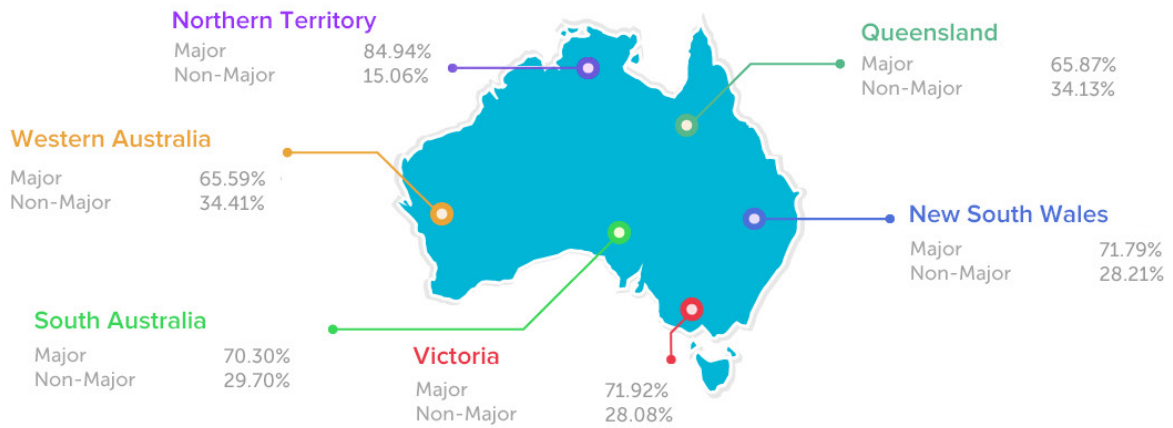 Northern Territory
Major 84.94%
Non-Major 15.06%
Queensland
Major 65.87%
Non-Major 34.13%
Western Australia
Major 65.59%
Non-Major 34.41%
New South Wales
Major 71.79%
Non-Major 28.21%
South Australia
Major 70.30%
Non-Major 29.70%
Victoria
Major 71.92%
Non-Major 28.08%